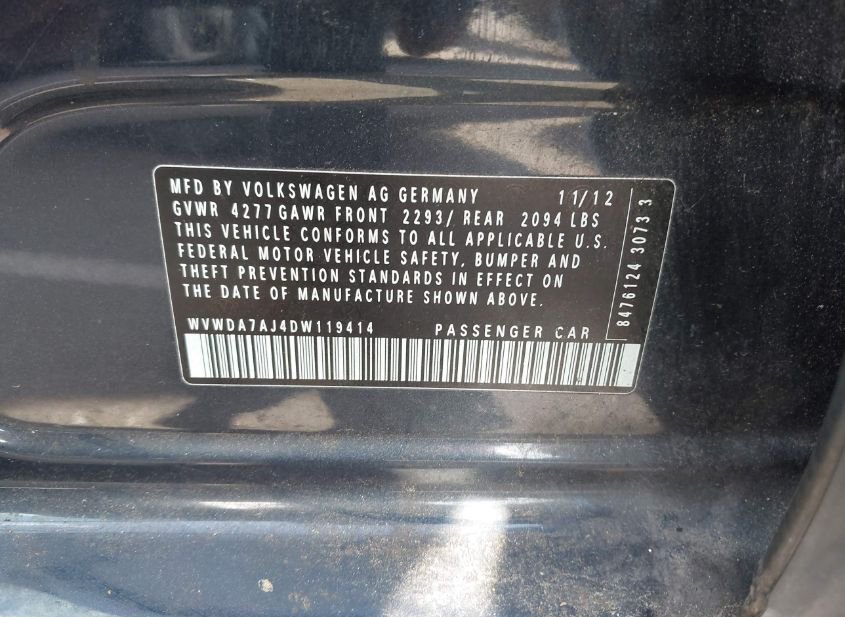 MFD BY VOLKSWAGEN AG GERMANY 11/12
GVWR 4277 GAWR FRONT 2293/ REAR 2094 LBS
THIS VEHICLE CONFORMS TO ALL APPLICABLE U.S.
FEDERAL MOTOR VEHICLE SAFETY, BUMPER AND
THEFT PREVENTION STANDARDS IN EFFECT ON
THE DATE OF MANUFACTURE SHOWN ABOVE.
WVWDA7AJ4DW119414 PASSENGER CAR
8476124 3073 3